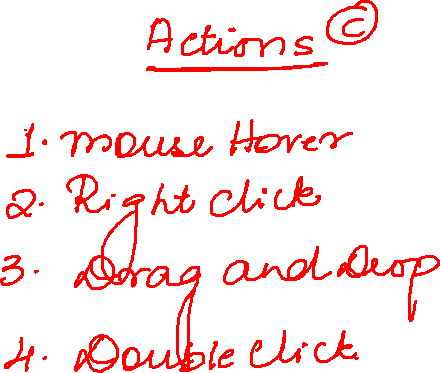 Actions ©
1. Mouse Hover
2. Right click
3. Drag and Drop
4. Double click